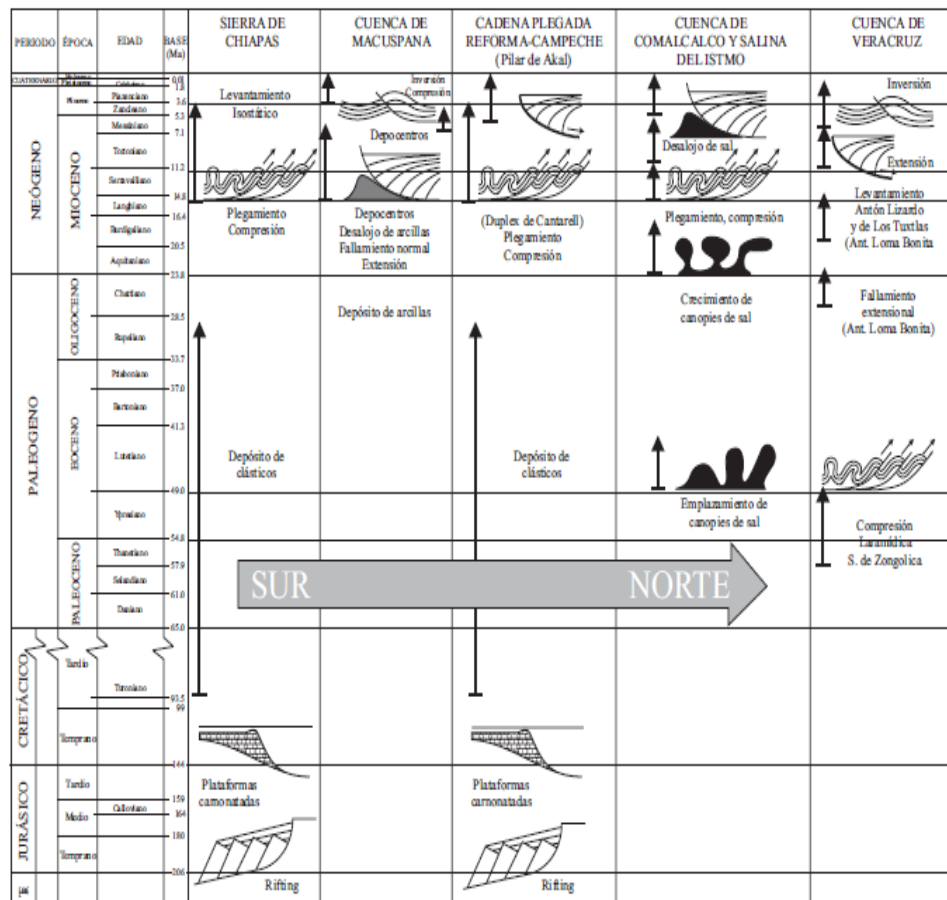 PERIODO
ÉPOCA
EDAD
BASE
(Ma)
SIERRA DE
CHIAPAS
CUENCA DE
MACUSPANA
CADENA PLEGADA
REFORMA-CAMPECHE
(Pilar de Akal)
CUENCA DE
COMALCALCO Y SALINA
DEL ISTMO
CUENCA DE
VERACRUZ
CUATERNARIO
0.01
1.8
Plioceno
Piacenciano
3.6
Zancleano
5.3
NEÓGENO
MIOCENO
Messiniano
7.1
Tortoniano
11.2
Serravalliano
14.8
Langhiano
16.4
Burdigaliano
20.5
Aquitaniano
23.8
Levantamiento
Isostático
Plegamiento
Compresión
Inversión
Compresión
Depocentros
Depocentros
Desalojo de arcillas
Fallamiento normal
Extensión
(Duplex de Cantarell)
Plegamiento
Compresión
Desalojo de sal
Plegamiento, compresión
Inversión
Extensión
Levantamiento
Antón Lizardo
y de Los Tuxtlas
(Ant. Loma Bonita)
PALEOGENO
OLIGOCENO
Chattiano
28.5
Rupeliano
33.7
EOCENO
Priaboniano
37.0
Bartoniano
41.3
Luteciano
49.0
Ypresiano
54.8
PALEOCENO
Thanetiano
57.9
Selandiano
61.0
Daniano
65.0
Depósito de arcillas
Crecimiento de
canopies de sal
Fallamiento
extensional
(Ant. Loma Bonita)
Depósito de
clásticos
Depósito de
clásticos
Emplazamiento de
canopies de sal
Compresión
Laramídica
S. de Zongolica
SUR
NORTE
CRETÁCICO
Tardío
Turoniano
93.5
99
Temprano
144
JURÁSICO
Tardío
159
Medio
Calloviano
164
180
Temprano
206
Plataformas
carnonatadas
Plataformas
carnonatadas
Rifting
Rifting